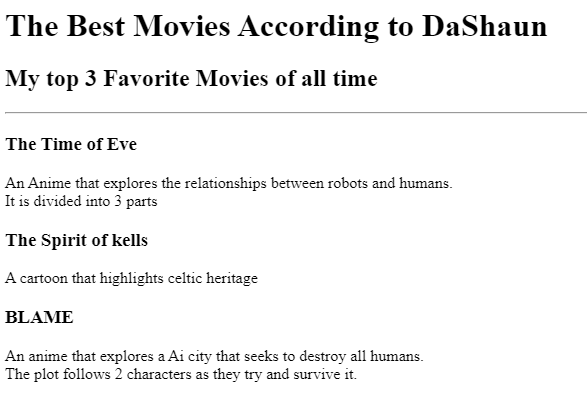 The Best Movies According to DaShaun
My top 3 Favorite Movies of all time
The Time of Eve
An Anime that explores the relationships between robots and humans.
It is divided into 3 parts
The Spirit of kells
A cartoon that highlights celtic heritage
BLAME
An anime that explores a Ai city that seeks to destroy all humans.
The plot follows 2 characters as they try and survive it.